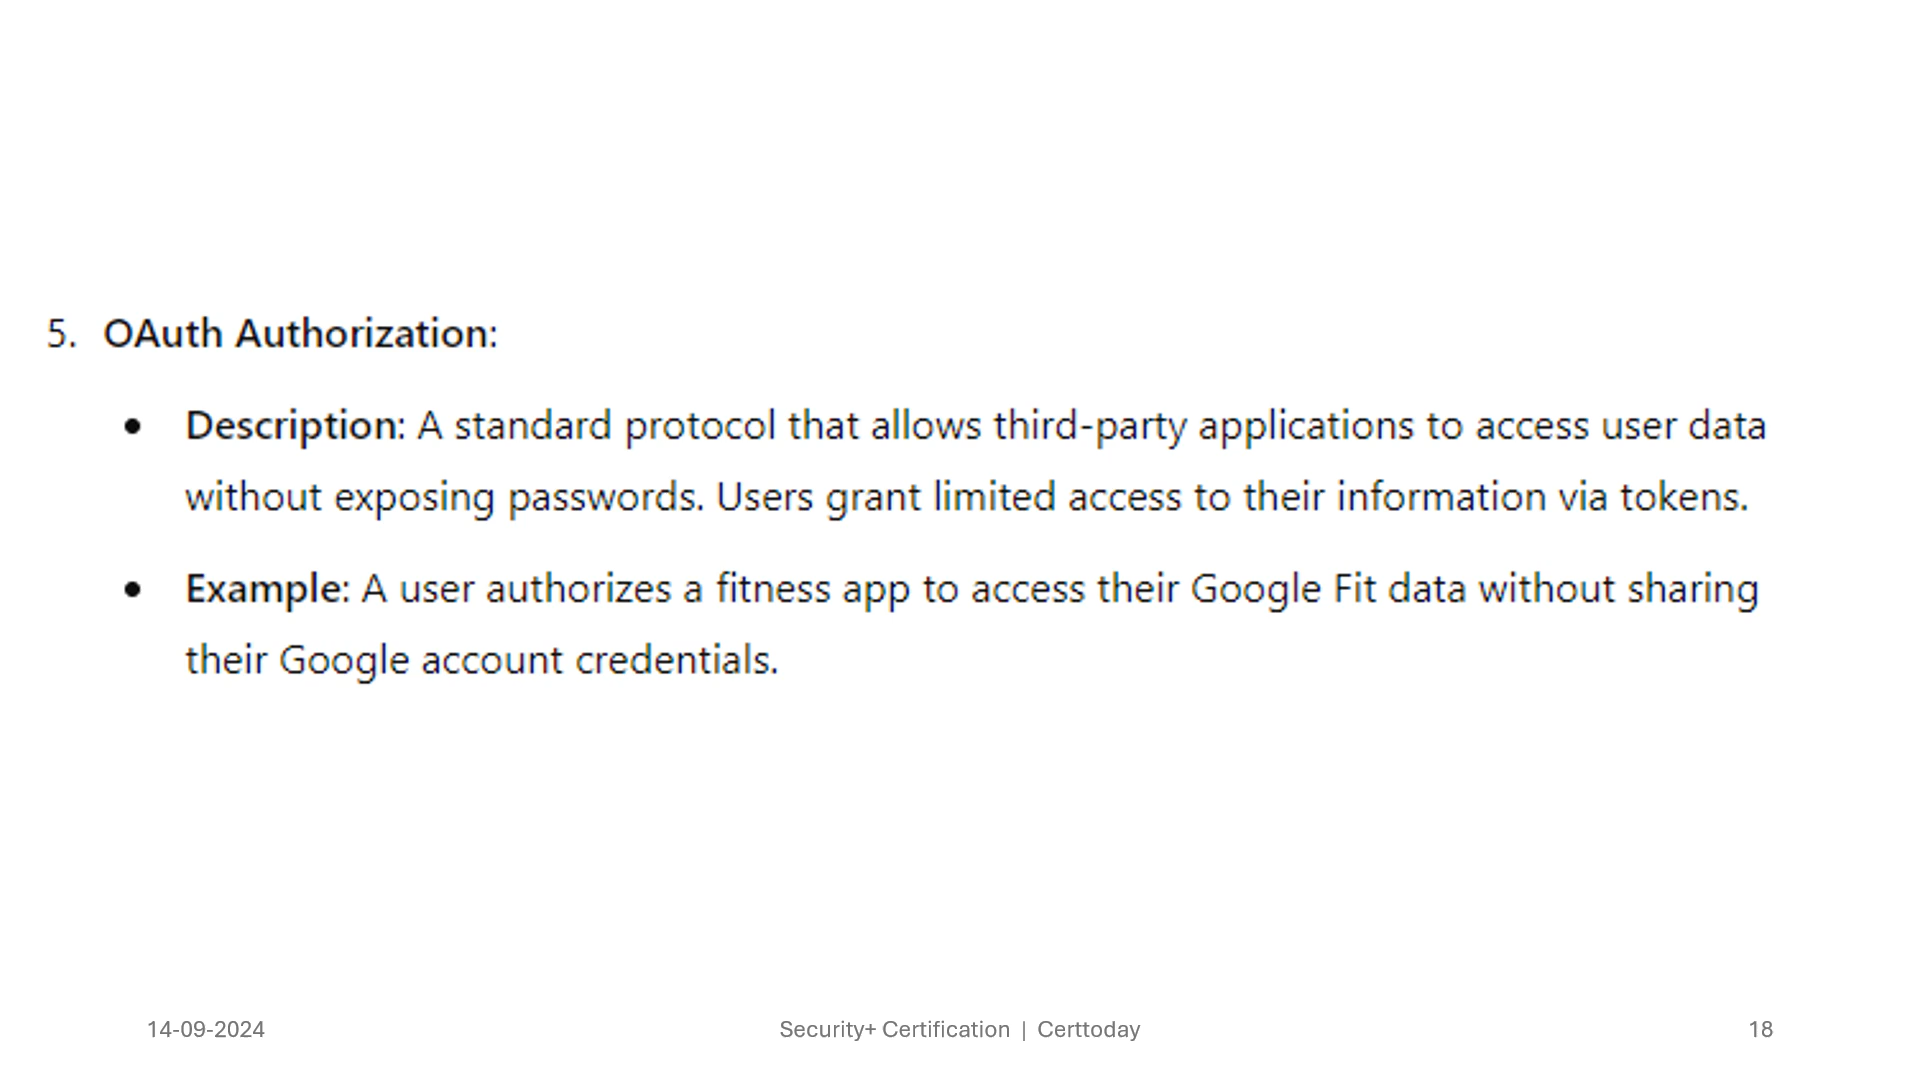 5. OAuth Authorization:
• Description: A standard protocol that allows third-party applications to access user data
without exposing passwords. Users grant limited access to their information via tokens.
• Example: A user authorizes a fitness app to access their Google Fit data without sharing
their Google account credentials.
14-09-2024
Security+ Certification | Certtoday
18